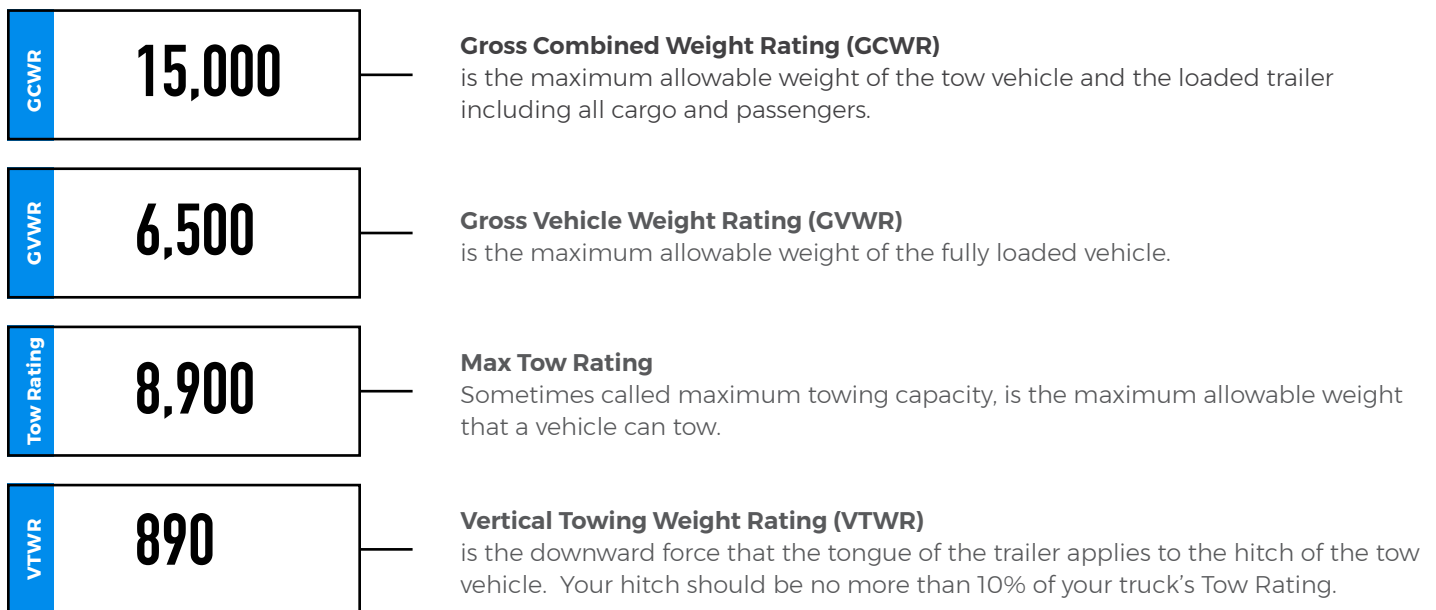 GCWR
15,000
Gross Combined Weight Rating (GCWR)
is the maximum allowable weight of the tow vehicle and the loaded trailer
including all cargo and passengers.
GVWR
6,500
Gross Vehicle Weight Rating (GVWR)
is the maximum allowable weight of the fully loaded vehicle.
Tow Rating
8,900
Max Tow Rating
Sometimes called maximum towing capacity, is the maximum allowable weight
that a vehicle can tow.
VTWR
890
Vertical Towing Weight Rating (VTWR)
is the downward force that the tongue of the trailer applies to the hitch of the tow
vehicle.  Your hitch should be no more than 10% of your truck's Tow Rating.